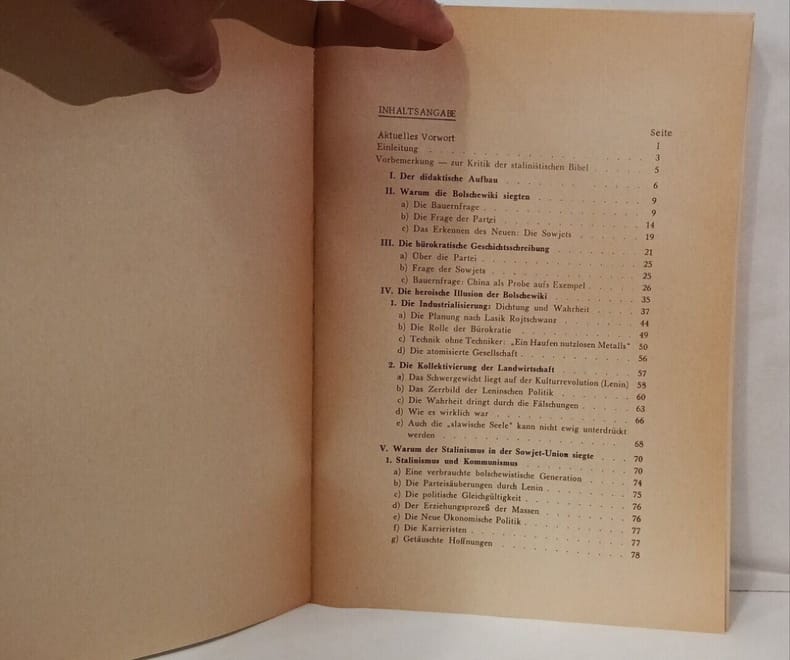 INHALTSANGABE
Seite
Aktuelles Vorwort 1
Einleitung . . . . . 3
Vorbemerkung — zur Kritik der stalinistischen Bibel . . . 5
I. Der didaktische Aufbau . . . . . 6
II. Warum die Bolschewiki siegten . . . . . 9
a) Die Bauernfrage . . . . . 9
b) Die Frage der Partei . . . . . 14
c) Das Erkennen des Neuen: Die Sowjets . . . . . 19
III. Die bürokratische Geschichtsschreibung . . . . . 21
a) Über die Partei . . . . . 25
b) Frage der Sowjets . . . . . 25
c) Bauernfrage: China als Probe aufs Exempel . . . . . 26
IV. Die heroische Illusion der Bolschewiki . . . . . 35
1. Die Industrialisierung: Dichtung und Wahrheit . . . . . 37
a) Die Planung nach Lasik Rojtschwanz . . . . . 44
b) Die Rolle der Bürokratie . . . . . 49
c) Technik ohne Techniker: „Ein Haufen nutzlosen Metalls" 50
d) Die atomisierte Gesellschaft . . . . . 56
2. Die Kollektivierung der Landwirtschaft . . . . . 57
a) Das Schwergewicht liegt auf der Kulturrevolution (Lenin) 58
b) Das Zerrbild der Leninschen Politik . . . . . 60
c) Die Wahrheit dringt durch die Fälschungen . . . . . 63
d) Wie es wirklich war . . . . . 66
e) Auch die „slawische Seele" kann nicht ewig unterdrückt
werden . . . . . 68
V. Warum der Stalinismus in der Sowjet-Union siegte . . . 70
1. Stalinismus und Kommunismus . . . . . 70
a) Eine verbrauchte bolschewistische Generation . . . . . 74
b) Die Parteisäuberungen durch Lenin . . . . . 75
c) Die politische Gleichgültigkeit . . . . . 76
d) Der Erziehungsprozeß der Massen . . . . . 76
e) Die Neue Ökonomische Politik . . . . . 77
f) Die Karrieristen . . . . . 77
g) Getäuschte Hoffnungen . . . . . 78